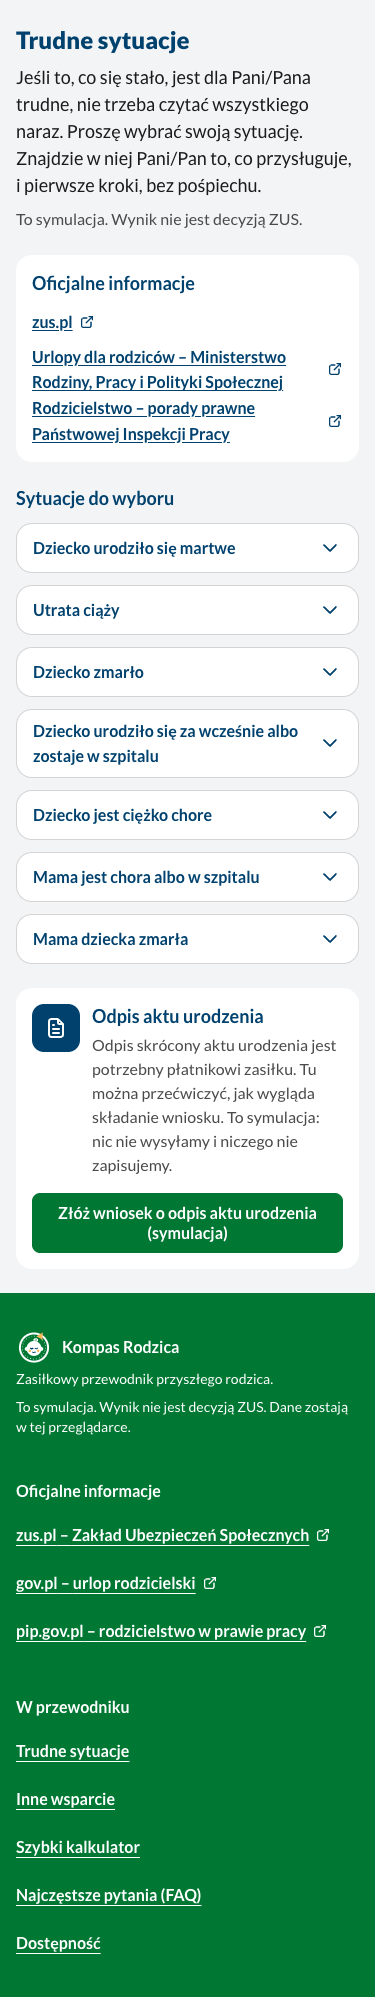 Trudne sytuacje
Jeśli to, co się stało, jest dla Pani/Pana
trudne, nie trzeba czytać wszystkiego
naraz. Proszę wybrać swoją sytuację.
Znajdzie w niej Pani/Pan to, co przysługuje,
i pierwsze kroki, bez pośpiechu.
To symulacja. Wynik nie jest decyzją ZUS.
Oficjalne informacje
zus.pl
Urlopy dla rodziców – Ministerstwo
Rodziny, Pracy i Polityki Społecznej
Rodzicielstwo – porady prawne
Państwowej Inspekcji Pracy
Sytuacje do wyboru
Dziecko urodziło się martwe
Utrata ciąży
Dziecko zmarło
Dziecko urodziło się za wcześnie albo
zostaje w szpitalu
Dziecko jest ciężko chore
Mama jest chora albo w szpitalu
Mama dziecka zmarła
Odpis aktu urodzenia
Odpis skrócony aktu urodzenia jest
potrzebny płatnikowi zasiłku. Tu
można przećwiczyć, jak wygląda
składanie wniosku. To symulacja:
nic nie wysyłamy i niczego nie
zapisujemy.
Złóż wniosek o odpis aktu urodzenia
(symulacja)
Kompas Rodzica
Zasiłkowy przewodnik przyszłego rodzica.
To symulacja. Wynik nie jest decyzją ZUS. Dane zostają
w tej przeglądarce.
Oficjalne informacje
zus.pl – Zakład Ubezpieczeń Społecznych
gov.pl – urlop rodzicielski
pip.gov.pl – rodzicielstwo w prawie pracy
W przewodniku
Trudne sytuacje
Inne wsparcie
Szybki kalkulator
Najczęstsze pytania (FAQ)
Dostępność